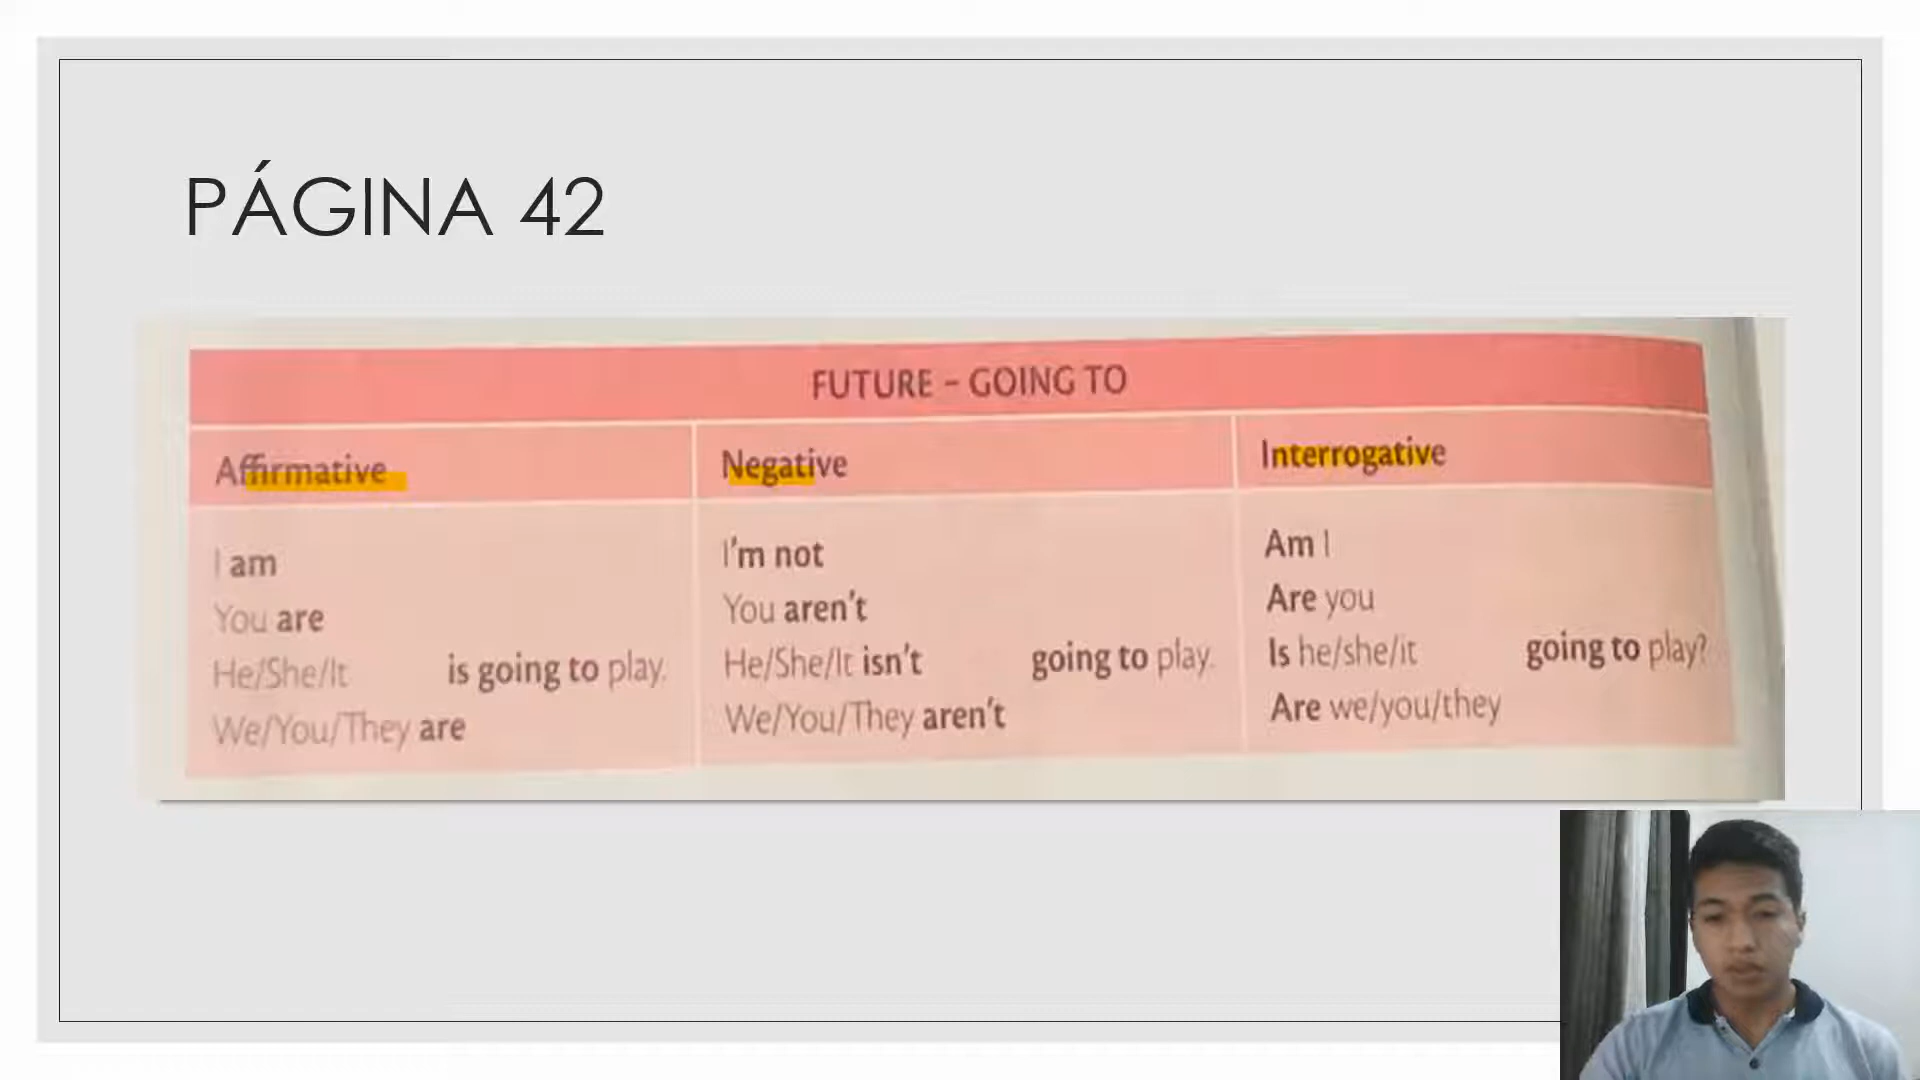 PÁGINA 42
FUTURE – GOING TO
Affirmative
Negative
Interrogative
I am
You are
He/She/It is going to play.
We/You/They are
I'm not
You aren't
He/She/It isn't going to play.
We/You/They aren't
Am I
Are you
Is he/she/it going to play?
Are we/you/they